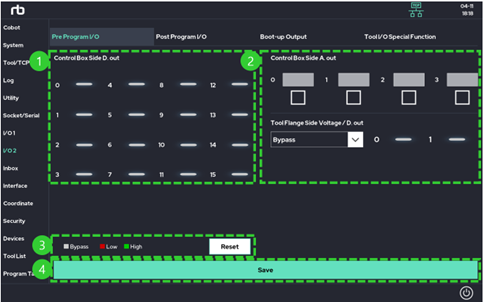 rb
04-11
18:18
Cobot
System
Tool/TCP
Log
Utility
Socket/Serial
I/O 1
I/O 2
Inbox
Interface
Coordinate
Security
Devices
Tool List
Program Ta
Pre Program I/O
Post Program I/O
Boot-up Output
Tool I/O Special Function
1
Control Box Side D. out
0 4 8 12
1 5 9 13
2 6 10 14
3 7 11 15
2
Control Box Side A. out
0 1 2 3
Tool Flange Side Voltage / D. out
Bypass 0 1
3
Bypass Low High Reset
4
Save